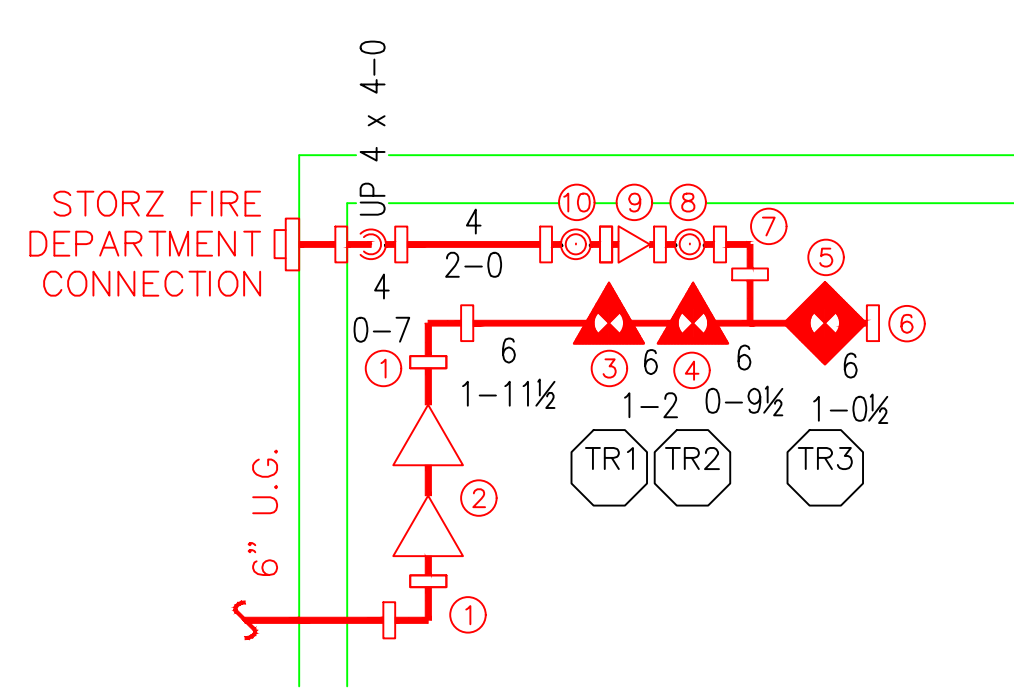 UP 4 x 4-0
STORZ FIRE
DEPARTMENT
CONNECTION
10
9
8
7
4
2-0
4
0-7
5
6
1
6
1-11½
3
6
1-2
4
6
0-9½
6
1-0½
TR1
TR2
TR3
2
6" U.G.
1